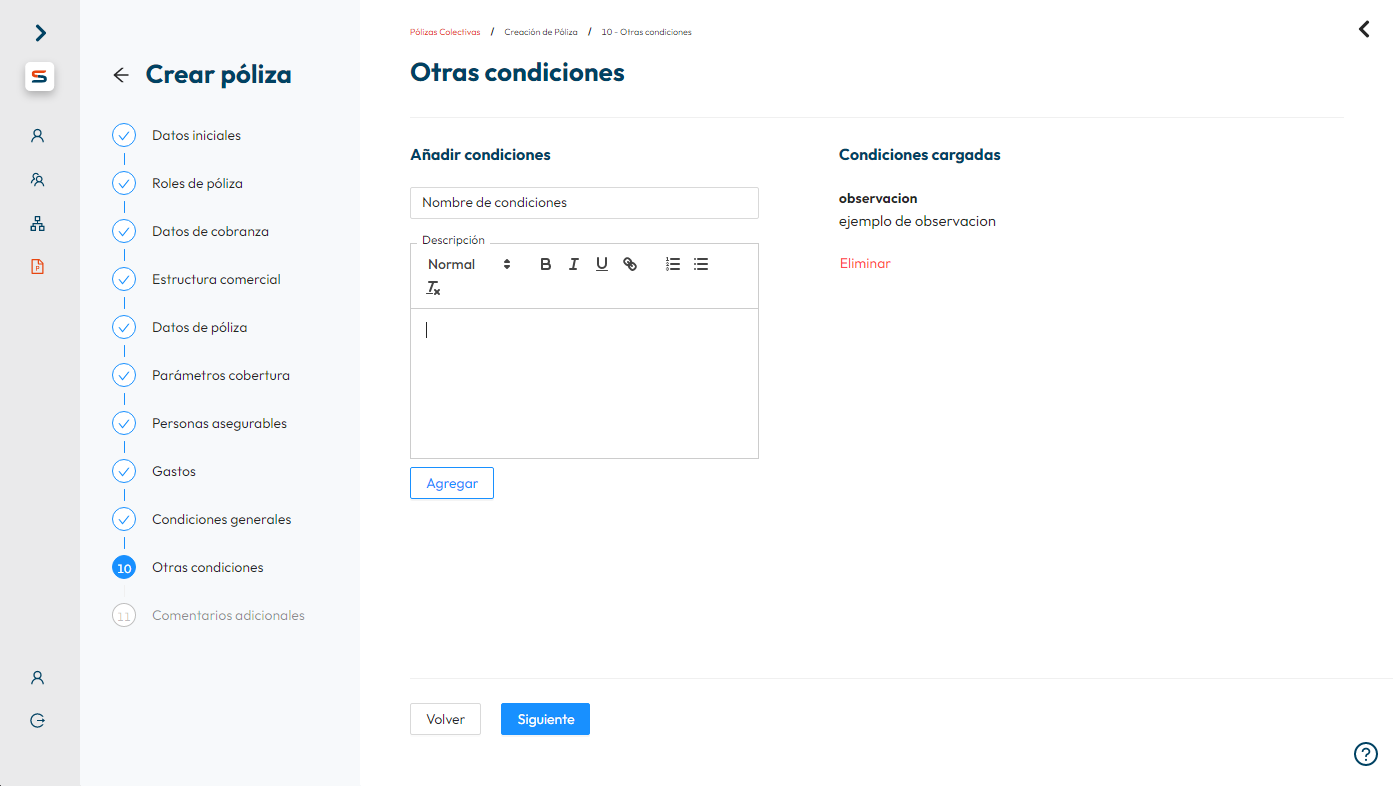 Pólizas Colectivas / Creación de Póliza / 10 - Otras condiciones
Crear póliza
Datos iniciales
Roles de póliza
Datos de cobranza
Estructura comercial
Datos de póliza
Parámetros cobertura
Personas asegurables
Gastos
Condiciones generales
10 Otras condiciones
11 Comentarios adicionales
Otras condiciones
Añadir condiciones
Nombre de condiciones
Descripción
Normal
Agregar
Condiciones cargadas
observacion
ejemplo de observacion
Eliminar
Volver
Siguiente